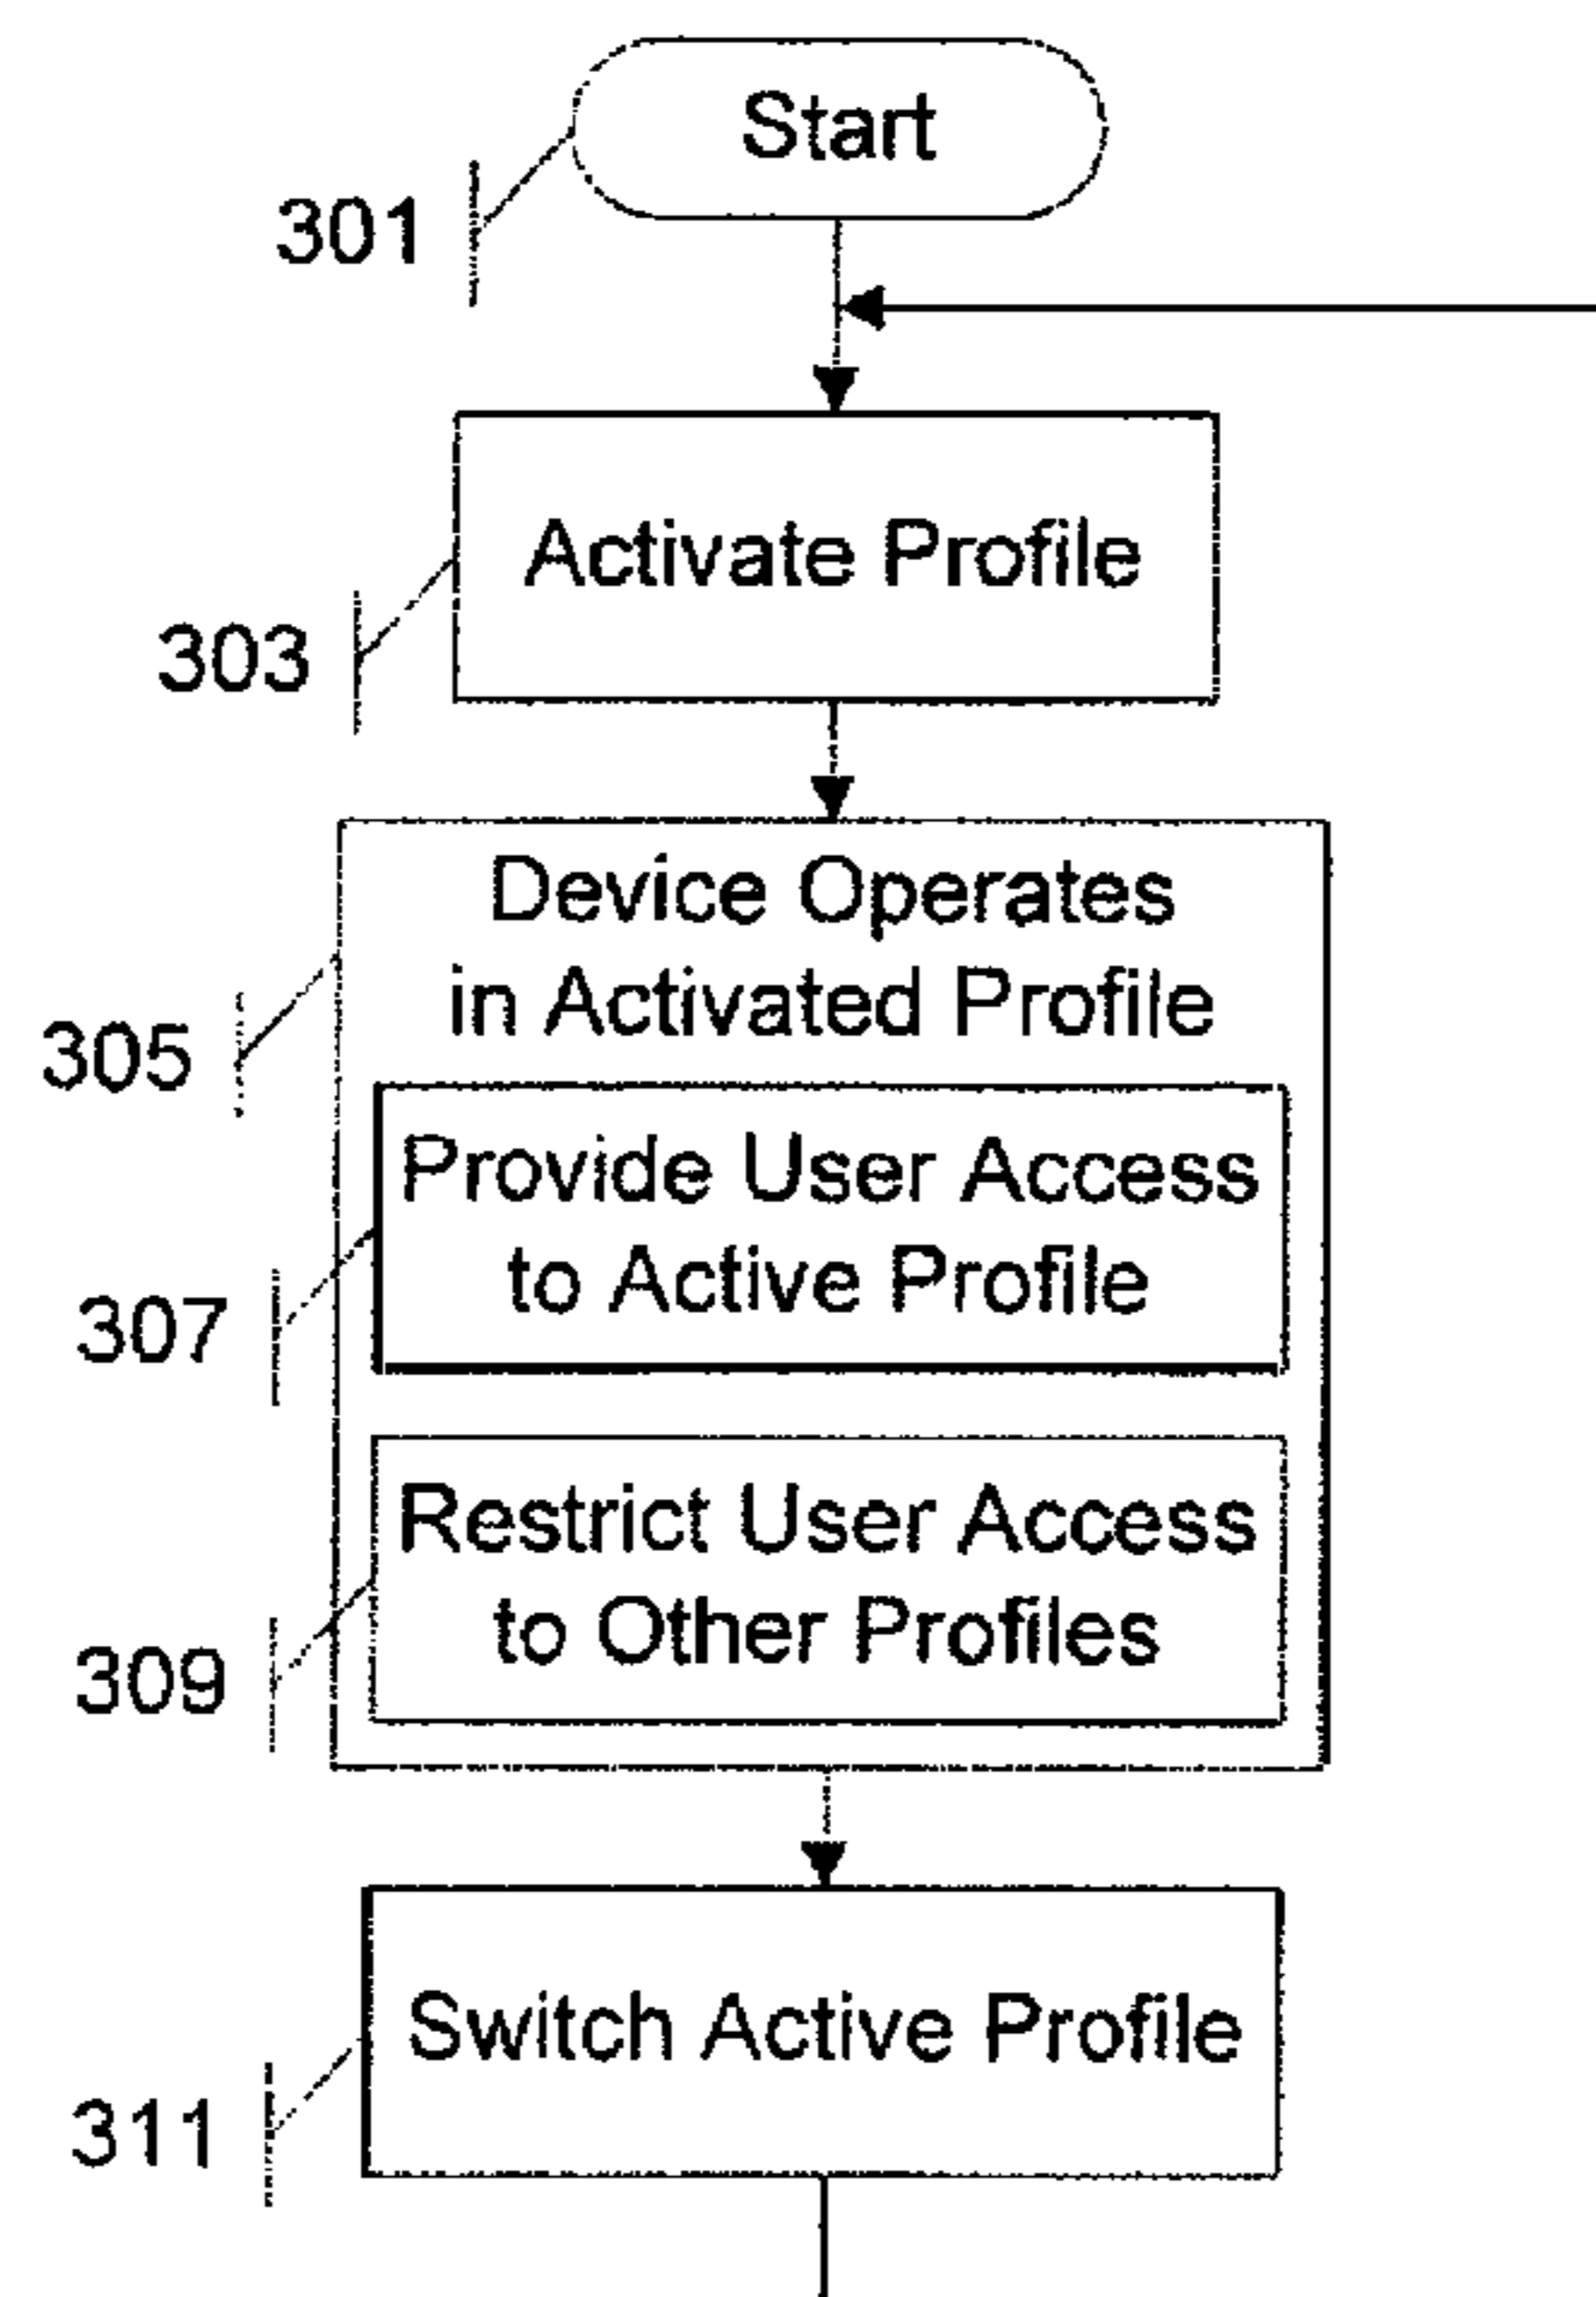 Start
301
Activate Profile
303
Device Operates
in Activated Profile
305
Provide User Access
to Active Profile
307
Restrict User Access
to Other Profiles
309
Switch Active Profile
311